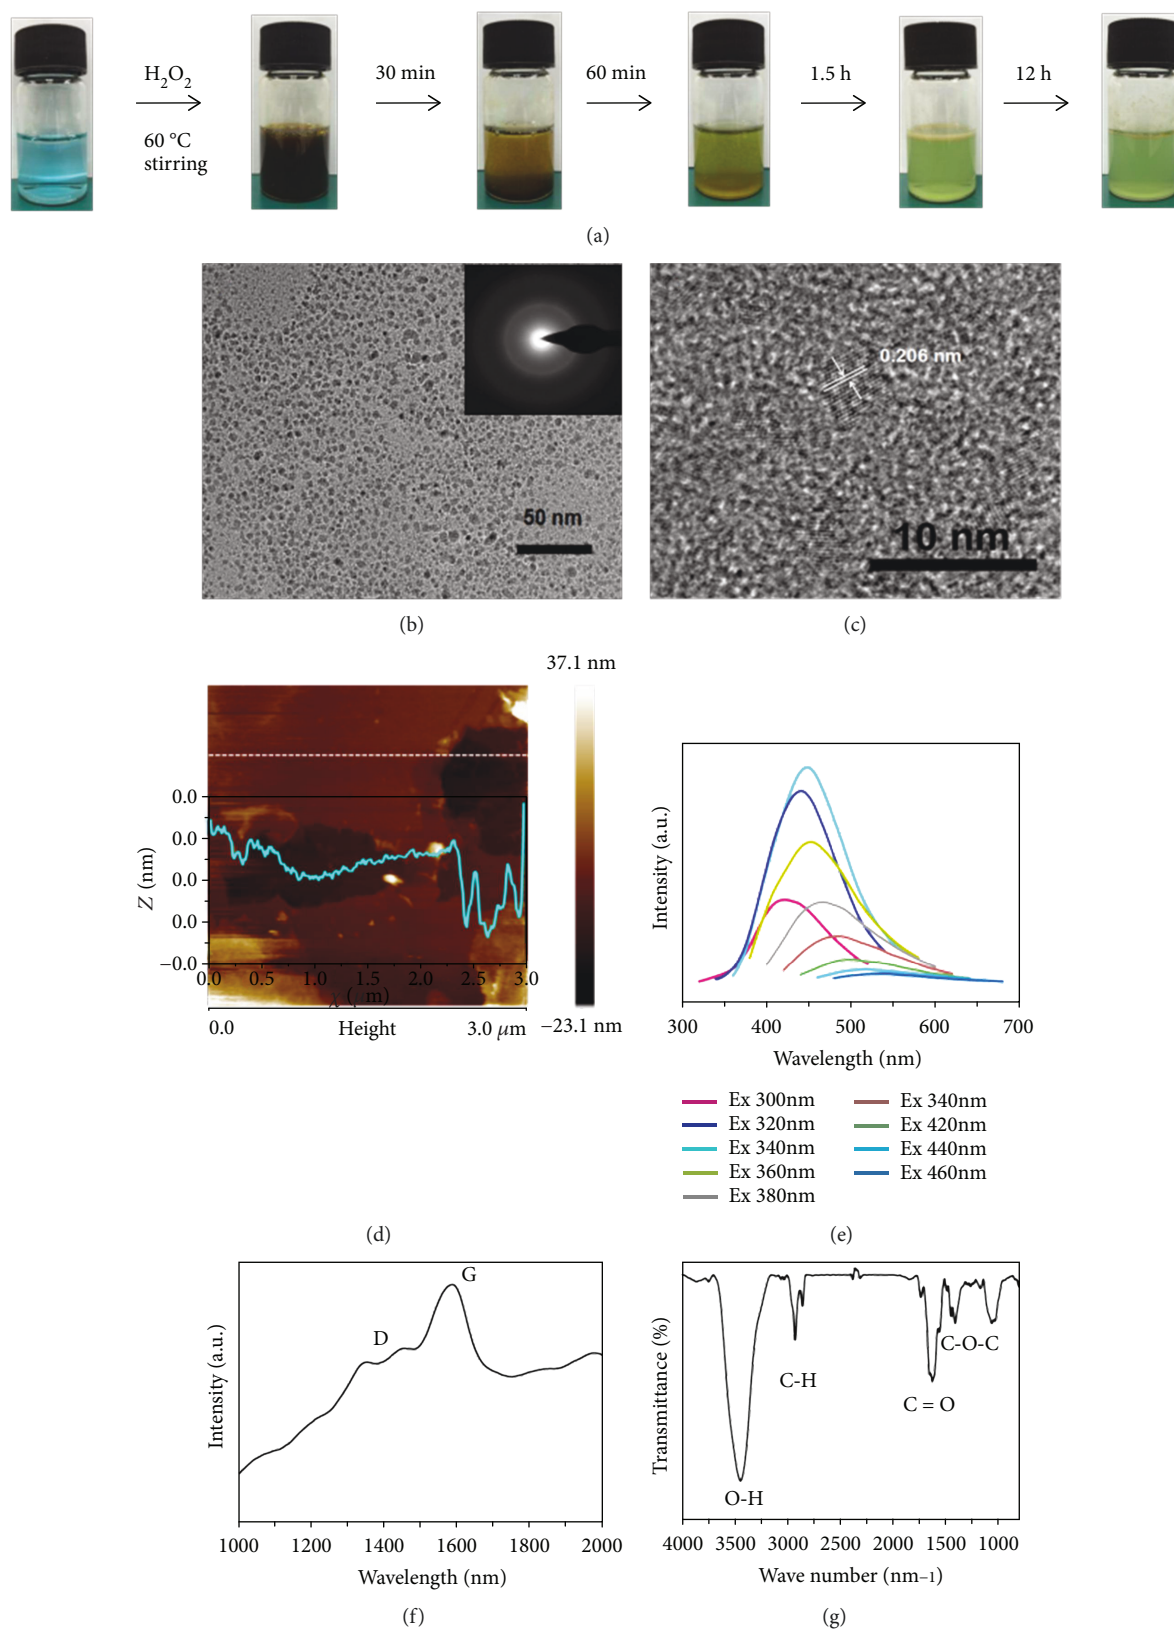 H₂O₂
60 °C
stirring
30 min
60 min
1.5 h
12 h
(a)
50 nm
(b)
0.206 nm
10 nm
(c)
37.1 nm
−23.1 nm
Z (nm)
0.0
0.0
0.0
0.0
−0.0
0.0 0.5 1.0 1.5 2.0 2.5 3.0
0.0 Height 3.0 μm
(d)
Intensity (a.u.)
300 400 500 600 700
Wavelength (nm)
Ex 300nm
Ex 320nm
Ex 340nm
Ex 360nm
Ex 380nm
Ex 340nm
Ex 420nm
Ex 440nm
Ex 460nm
(e)
Intensity (a.u.)
D
G
1000 1200 1400 1600 1800 2000
Wavelength (nm)
(f)
Transmittance (%)
O-H
C-H
C = O
C-O-C
4000 3500 3000 2500 2000 1500 1000
Wave number (nm−1)
(g)